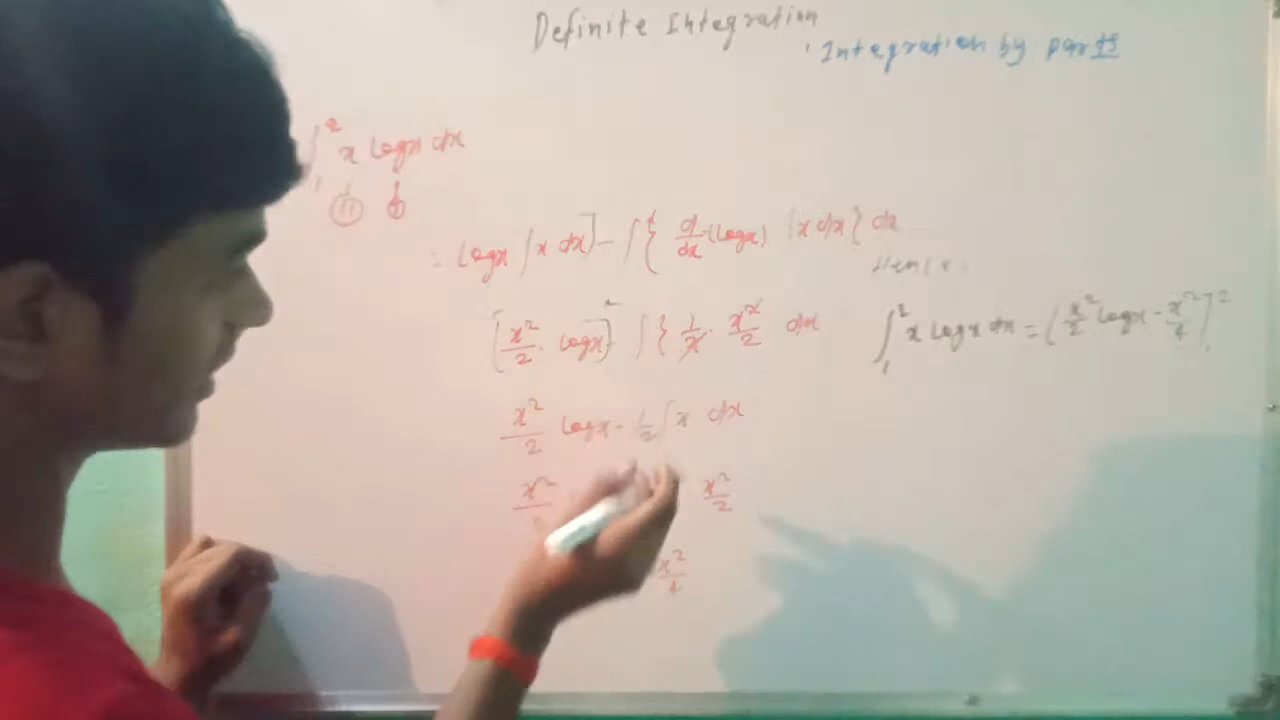 Definite Integration
Integration by parts
∫₁² x logx dx
II I
= logx ∫x dx] - ∫{ d/dx (logx) ∫x dx} dx
Hence
[x²/2 . logx]² - ∫{ 1/x . x²/2 dx
∫₁² x logx dx = [x²/2 logx - x²/4]₁²
x²/2 logx - 1/2 ∫x dx
x²/2 x²/2
x²/4